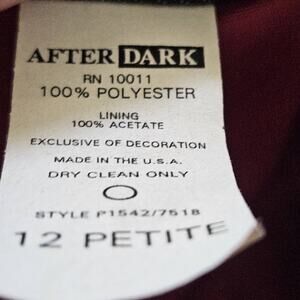 AFTER DARK
RN 10011
100% POLYESTER
LINING
100% ACETATE
EXCLUSIVE OF DECORATION
MADE IN THE U.S.A.
DRY CLEAN ONLY
STYLE P1542/7518
12 PETITE